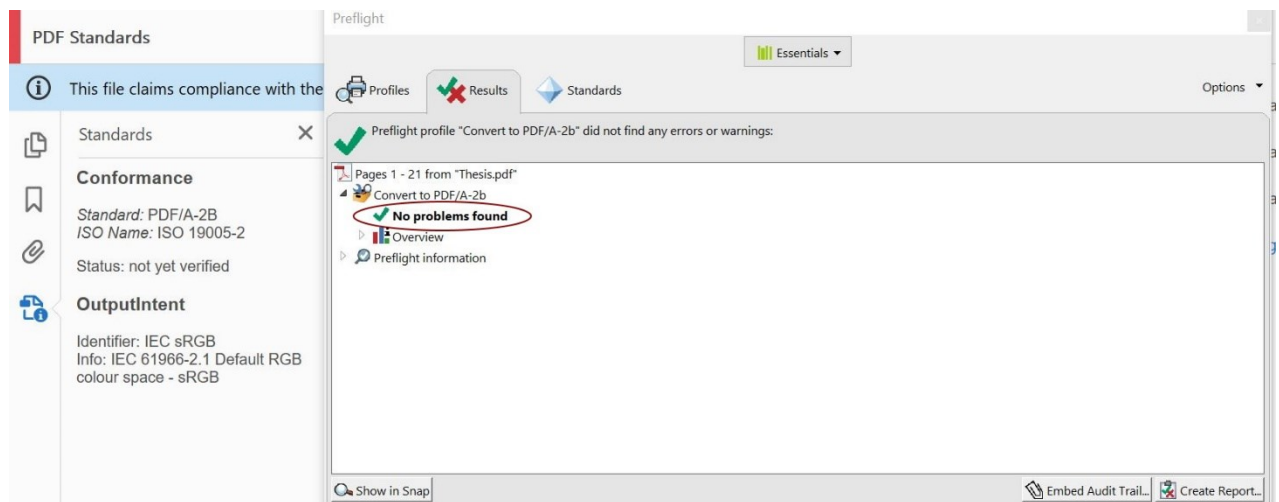 PDF Standards
This file claims compliance with the
Standards
Conformance
Standard: PDF/A-2B
ISO Name: ISO 19005-2
Status: not yet verified
OutputIntent
Identifier: IEC sRGB
Info: IEC 61966-2.1 Default RGB
colour space - sRGB
Preflight
Essentials
Profiles
Results
Standards
Options
Preflight profile "Convert to PDF/A-2b" did not find any errors or warnings:
Pages 1 - 21 from "Thesis.pdf"
Convert to PDF/A-2b
No problems found
Overview
Preflight information
Show in Snap
Embed Audit Trail...
Create Report...